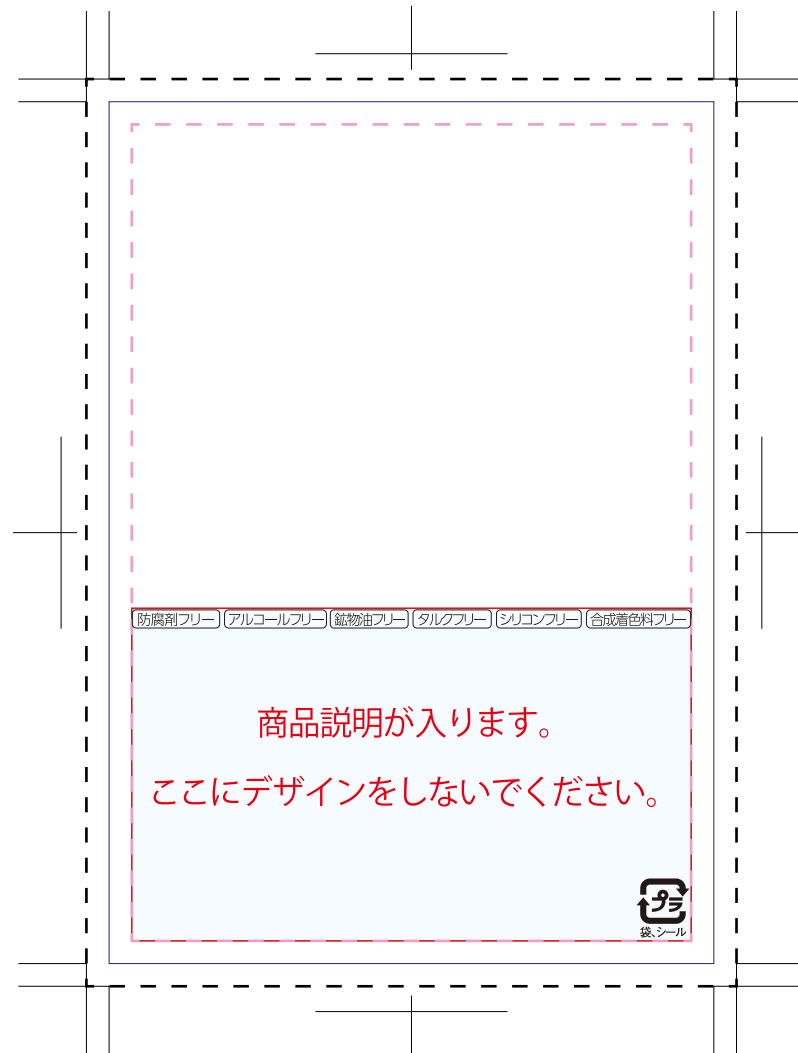 防腐剤フリー アルコールフリー 鉱物油フリー タルクフリー シリコンフリー 合成着色料フリー
商品説明が入ります。
ここにデザインをしないでください。
プラ
袋、シール